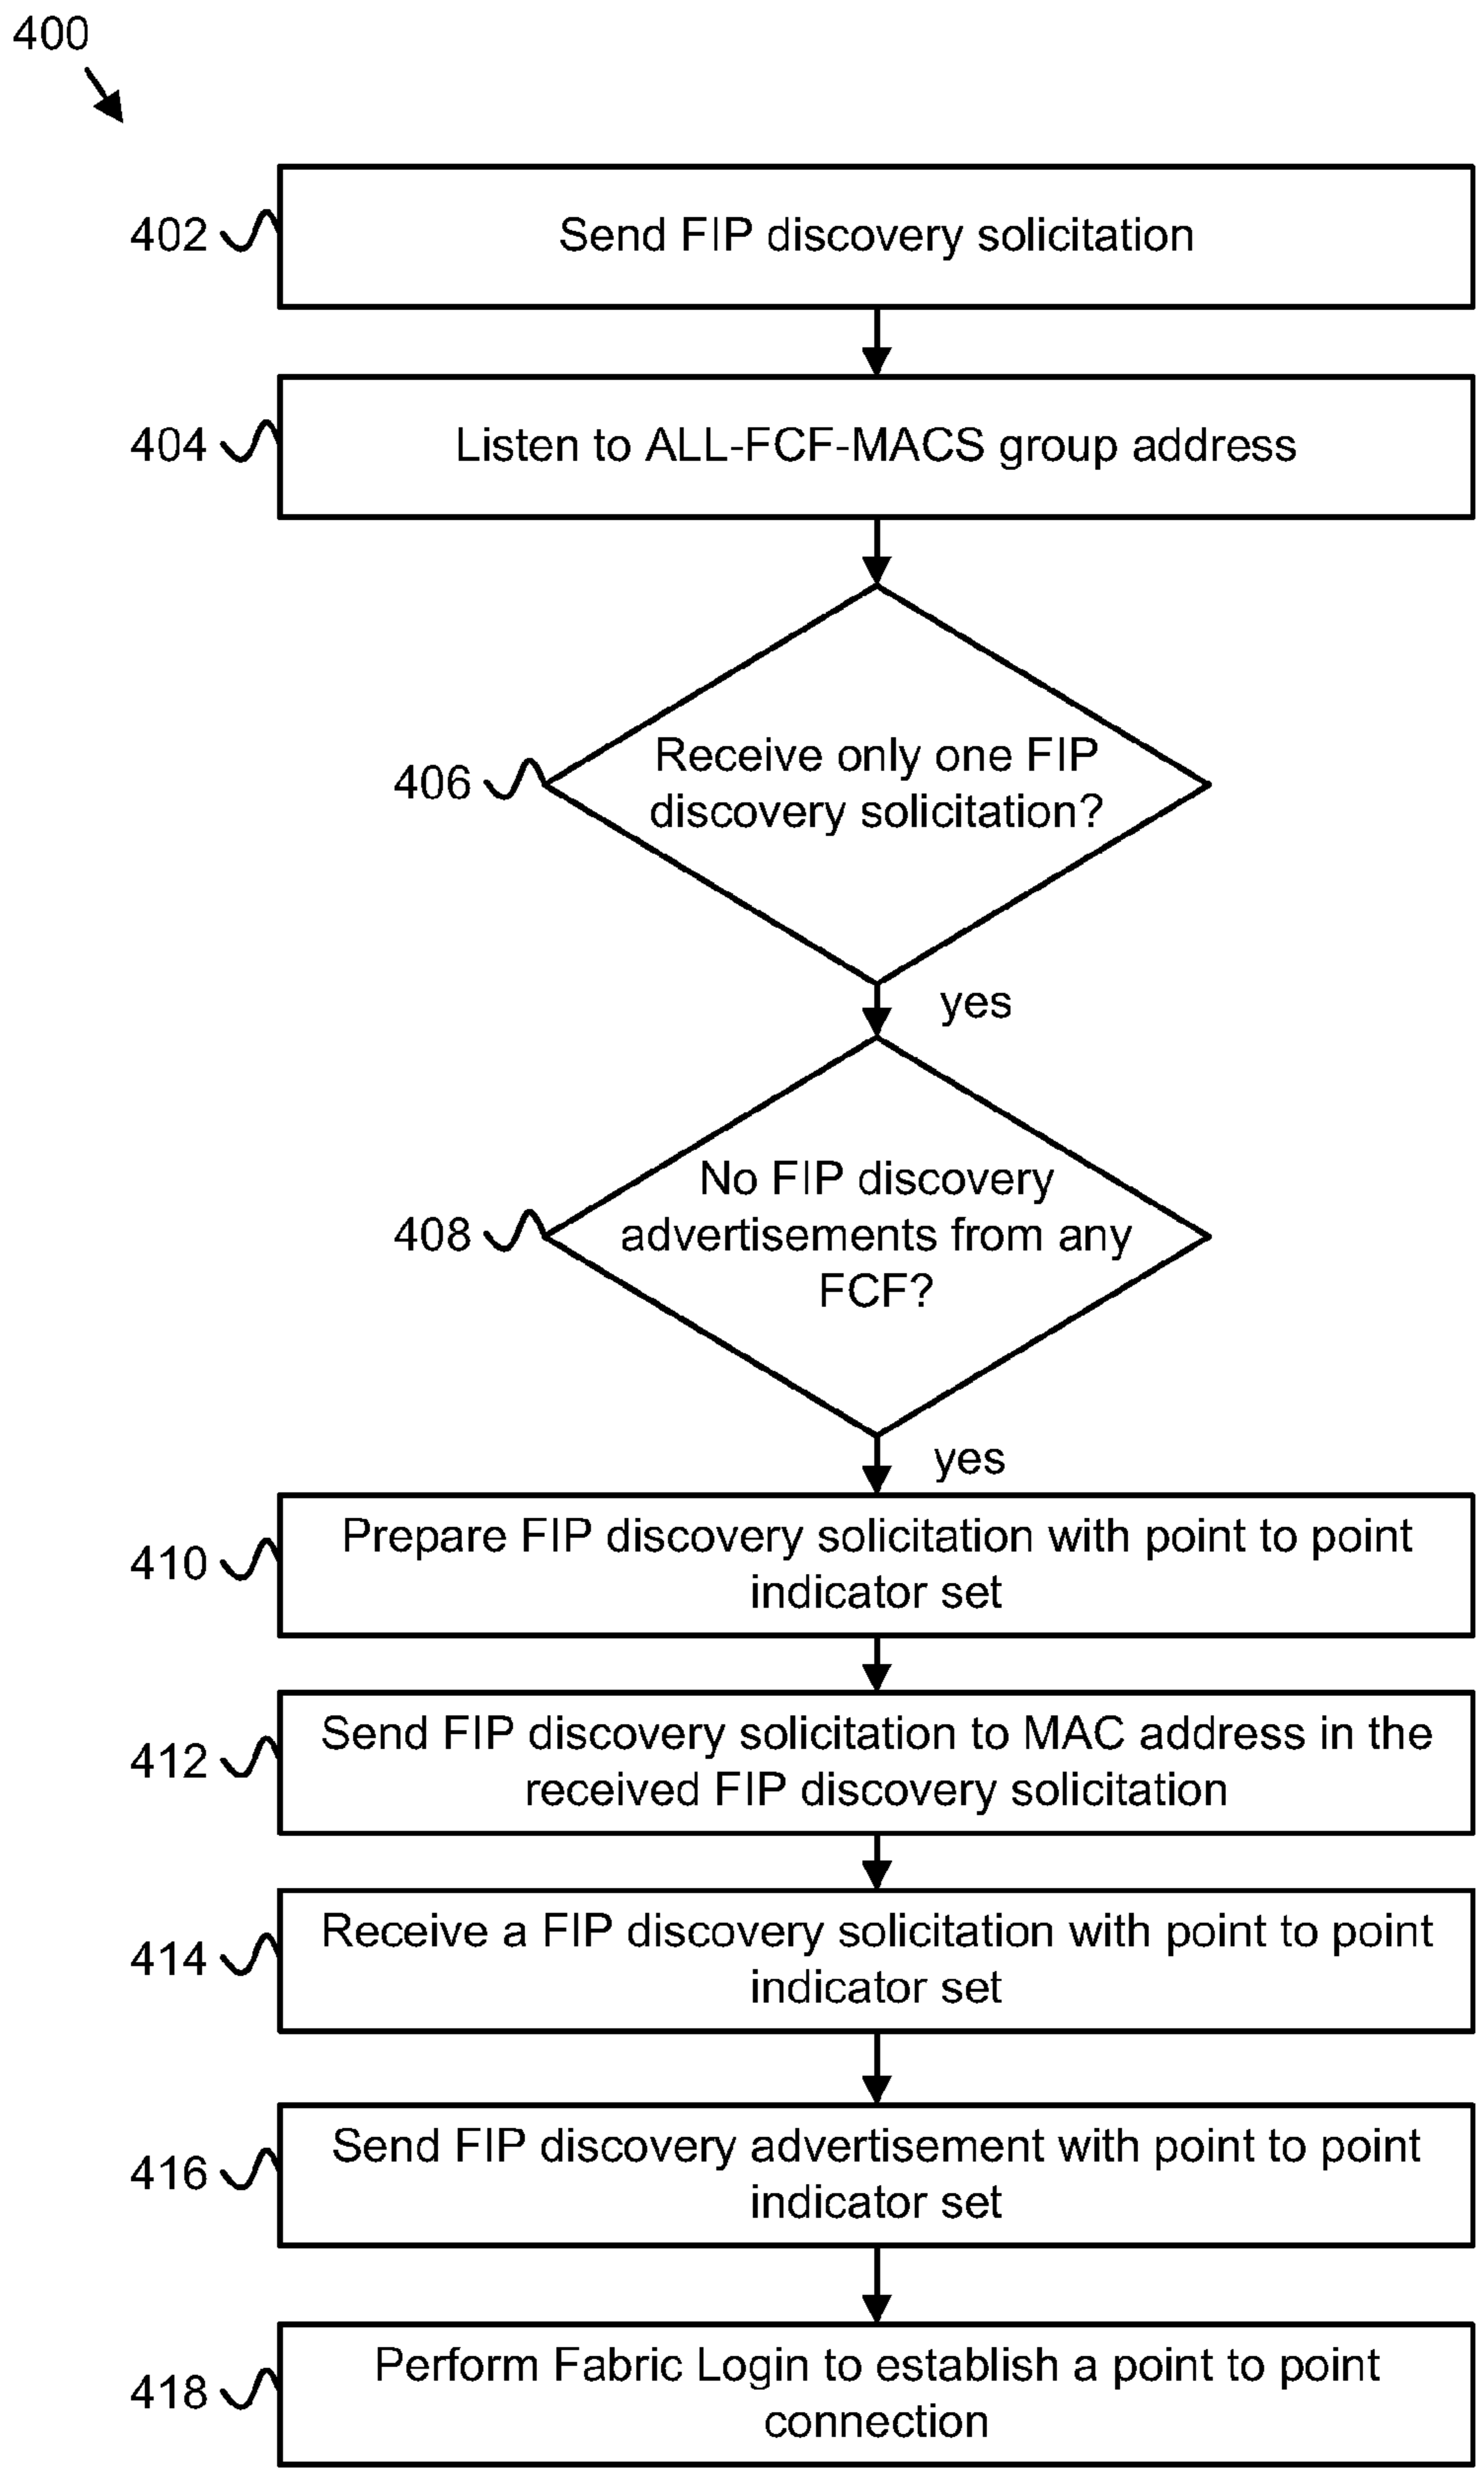 400
402
Send FIP discovery solicitation
404
Listen to ALL-FCF-MACS group address
406
Receive only one FIP
discovery solicitation?
yes
408
No FIP discovery
advertisements from any
FCF?
yes
410
Prepare FIP discovery solicitation with point to point
indicator set
412
Send FIP discovery solicitation to MAC address in the
received FIP discovery solicitation
414
Receive a FIP discovery solicitation with point to point
indicator set
416
Send FIP discovery advertisement with point to point
indicator set
418
Perform Fabric Login to establish a point to point
connection